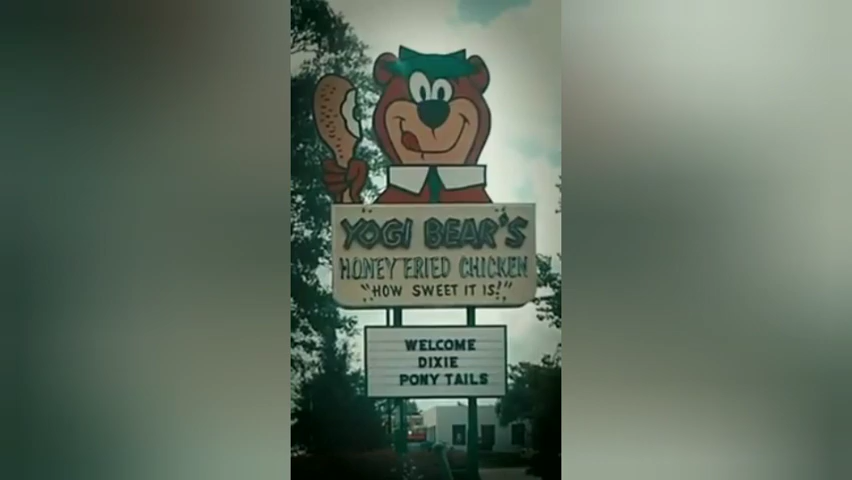 YOGI BEAR'S
HONEY FRIED CHICKEN
"HOW SWEET IT IS!"
WELCOME
DIXIE
PONY TAILS